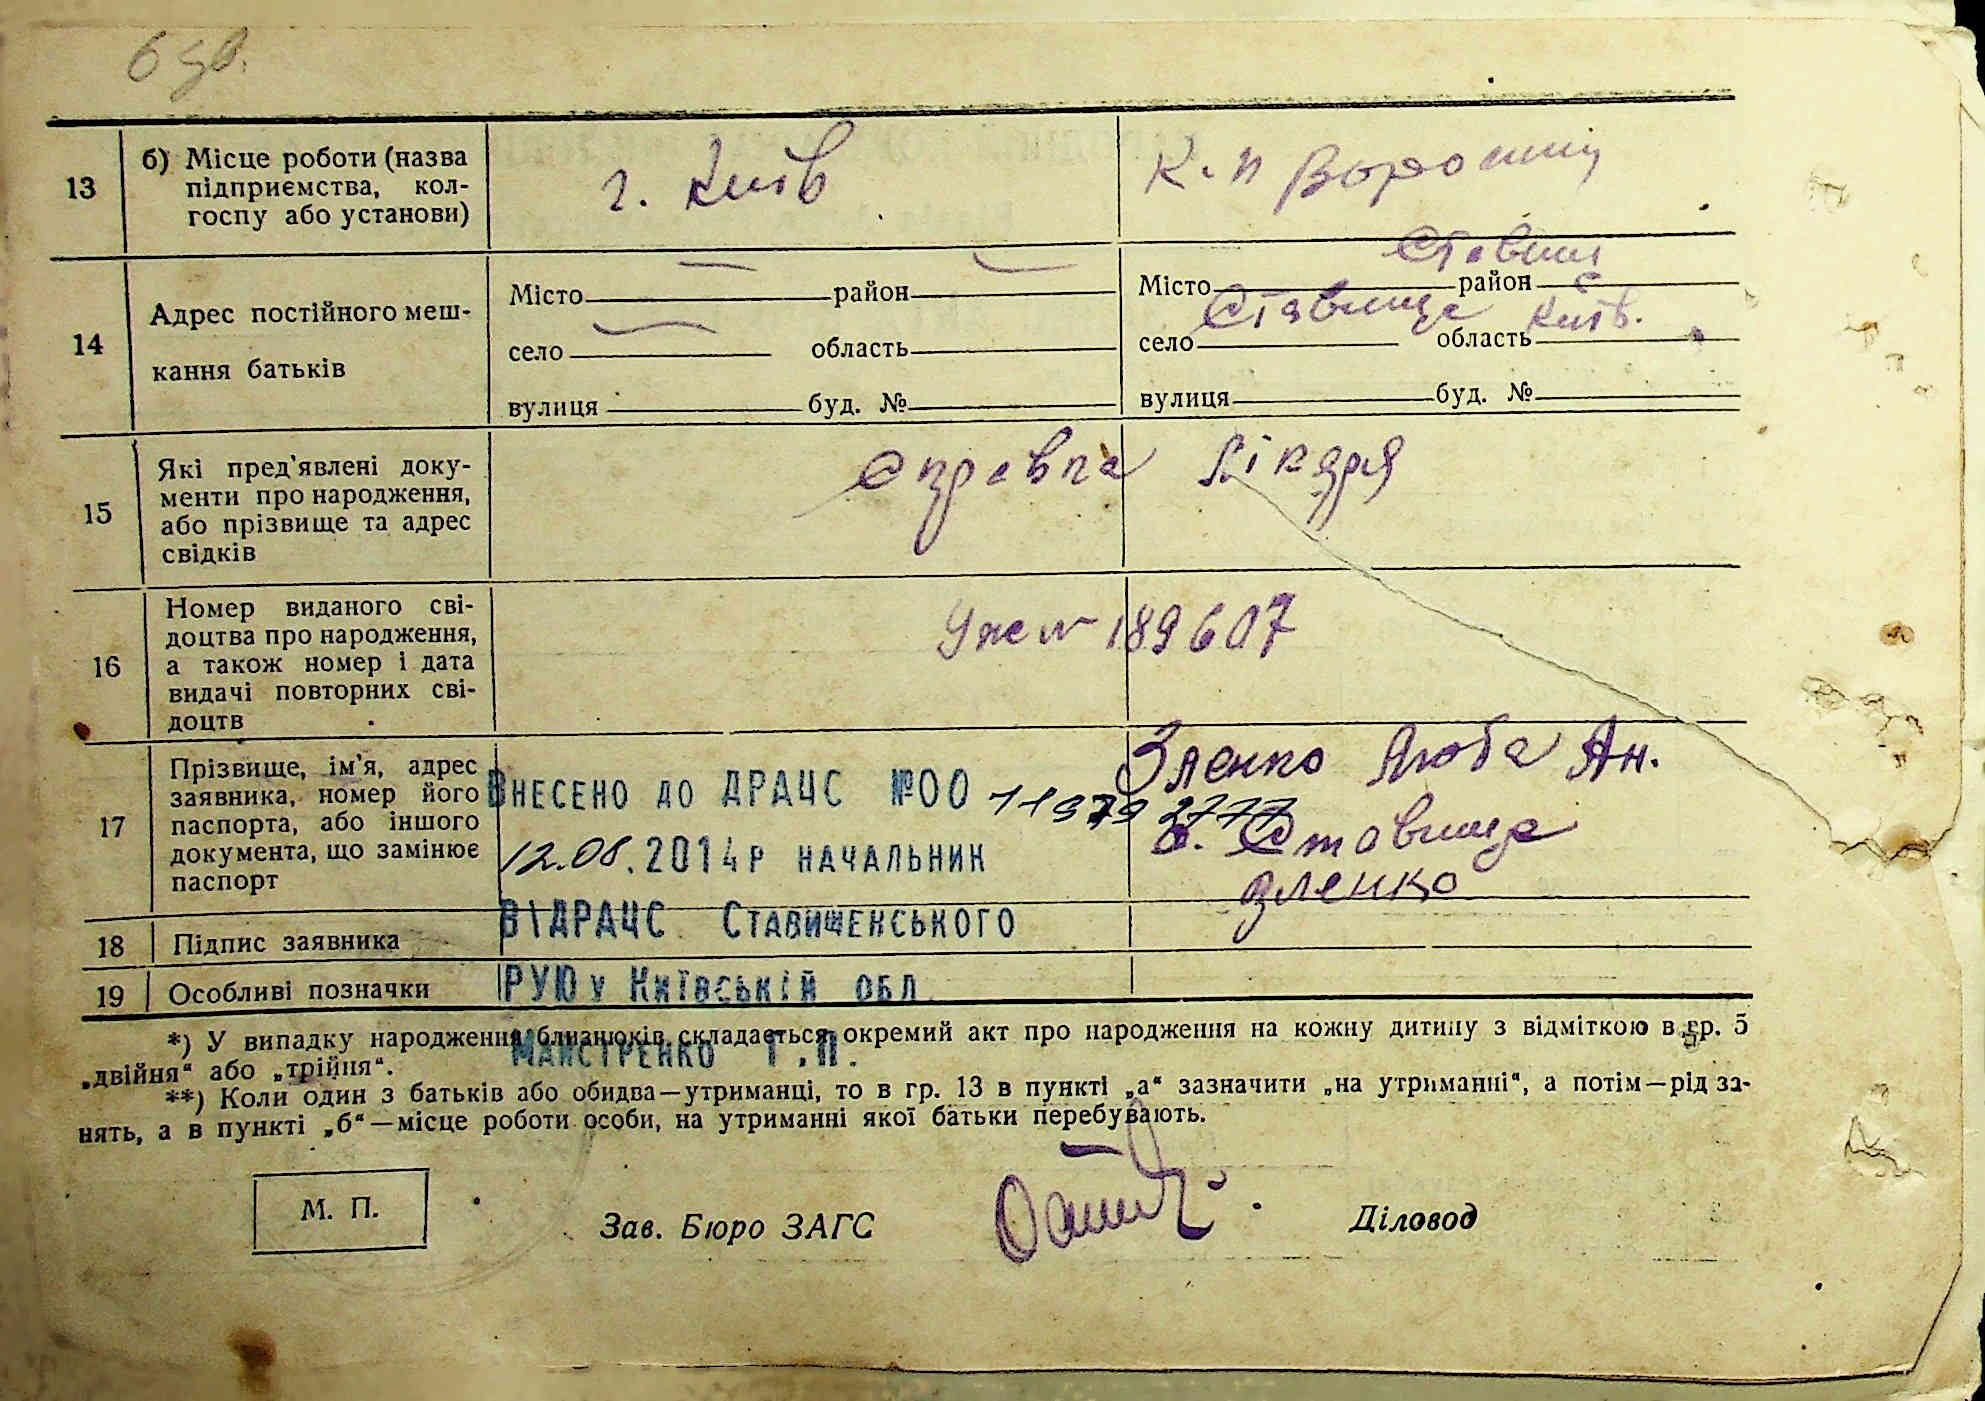 б зв.
13
б) Місце роботи (назва
підприємства, кол-
госпу або установи)
г. Київ
К.п Ворошил
14
Адрес постійного меш-
кання батьків
Місто район
село область
вулиця буд. №
Місто район Ставищ
село Ставище область Київ.
вулиця буд. №
15
Які пред'явлені доку-
менти про народження,
або прізвище та адрес
свідків
Справка Лікаря
16
Номер виданого сві-
доцтва про народження,
а також номер і дата
видачі повторних сві-
доцтв
189607
17
Прізвище, ім'я, адрес
заявника, номер його
паспорта, або іншого
документа, що замінює
паспорт
Зленко Люба Ан.
с. Ставище
Зленко
Внесено до ДРАЦС №00
12.08.2014р начальник
ВІДРАЦС Ставищенського
РУЮ у Київській обл.
Майстренко Г.П.
18
Підпис заявника
19
Особливі позначки
*) У випадку народження близнюків складається окремий акт про народження на кожну дитину з відміткою в гр. 5
„двійня“ або „трійня“.
**) Коли один з батьків або обидва—утриманці, то в гр. 13 в пункті „а“ зазначити „на утриманні“, а потім—рід за-
нять, а в пункті „б“—місце роботи особи, на утриманні якої батьки перебувають.
М. П.
Зав. Бюро ЗАГС
Діловод